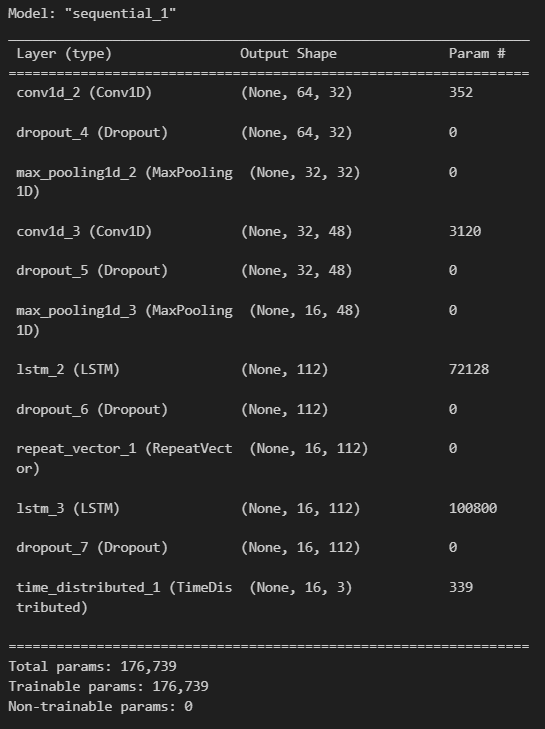 Model: "sequential_1"
_________________________________________________________________
Layer (type) Output Shape Param #
=================================================================
conv1d_2 (Conv1D) (None, 64, 32) 352
dropout_4 (Dropout) (None, 64, 32) 0
max_pooling1d_2 (MaxPooling (None, 32, 32) 0
1D)
conv1d_3 (Conv1D) (None, 32, 48) 3120
dropout_5 (Dropout) (None, 32, 48) 0
max_pooling1d_3 (MaxPooling (None, 16, 48) 0
1D)
lstm_2 (LSTM) (None, 112) 72128
dropout_6 (Dropout) (None, 112) 0
repeat_vector_1 (RepeatVect (None, 16, 112) 0
or)
lstm_3 (LSTM) (None, 16, 112) 100800
dropout_7 (Dropout) (None, 16, 112) 0
time_distributed_1 (TimeDis (None, 16, 3) 339
tributed)
=================================================================
Total params: 176,739
Trainable params: 176,739
Non-trainable params: 0